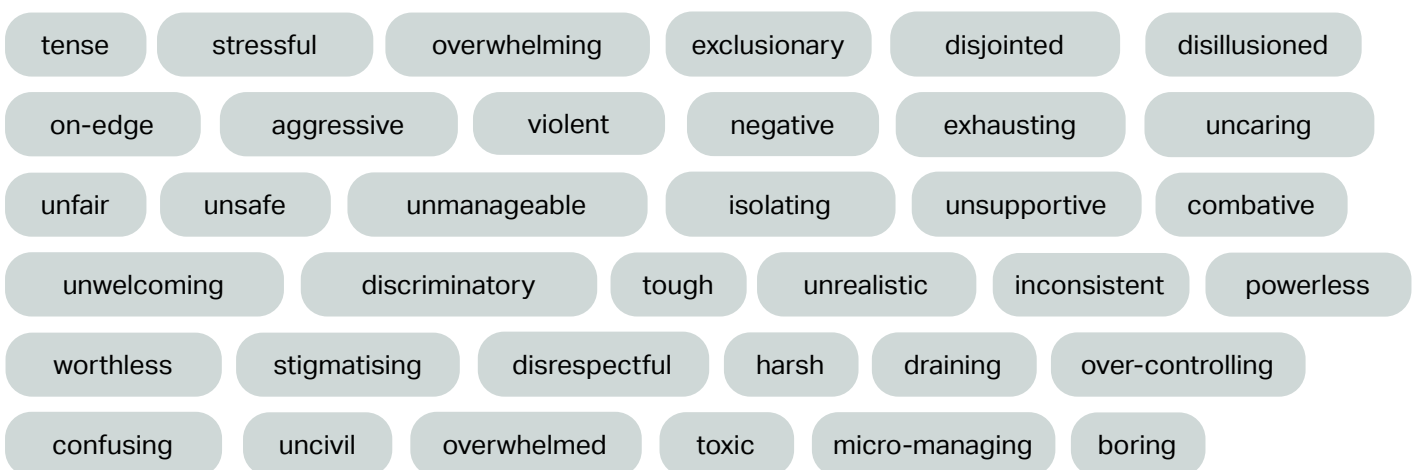 tense stressful overwhelming exclusionary disjointed disillusioned
on-edge aggressive violent negative exhausting uncaring
unfair unsafe unmanageable isolating unsupportive combative
unwelcoming discriminatory tough unrealistic inconsistent powerless
worthless stigmatising disrespectful harsh draining over-controlling
confusing uncivil overwhelmed toxic micro-managing boring